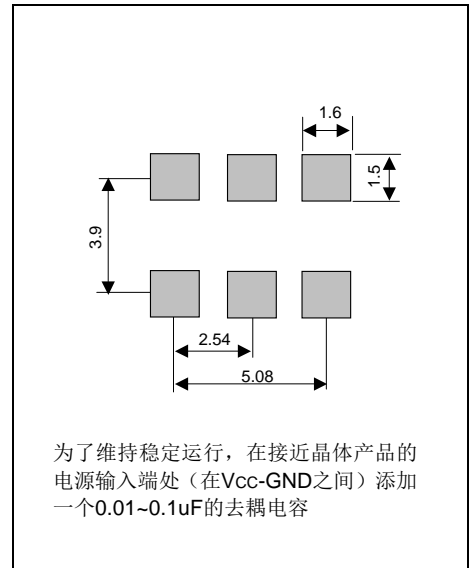 1.6
1.5
3.9
2.54
5.08
为了维持稳定运行，在接近晶体产品的
电源输入端处（在Vcc-GND之间）添加
一个0.01~0.1uF的去耦电容